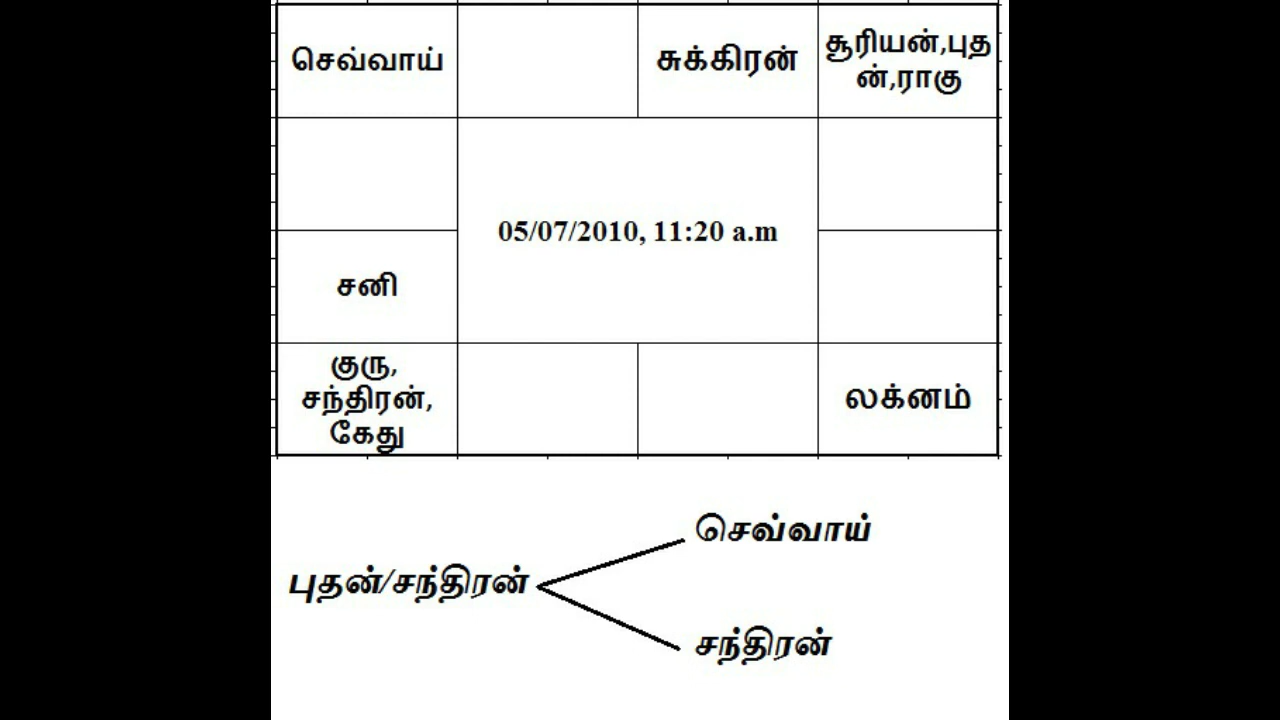 செவ்வாய்
சுக்கிரன்
சூரியன்,புத
ன்,ராகு
05/07/2010, 11:20 a.m
சனி
குரு,
சந்திரன்,
கேது
லக்னம்
செவ்வாய்
புதன்/சந்திரன்
சந்திரன்